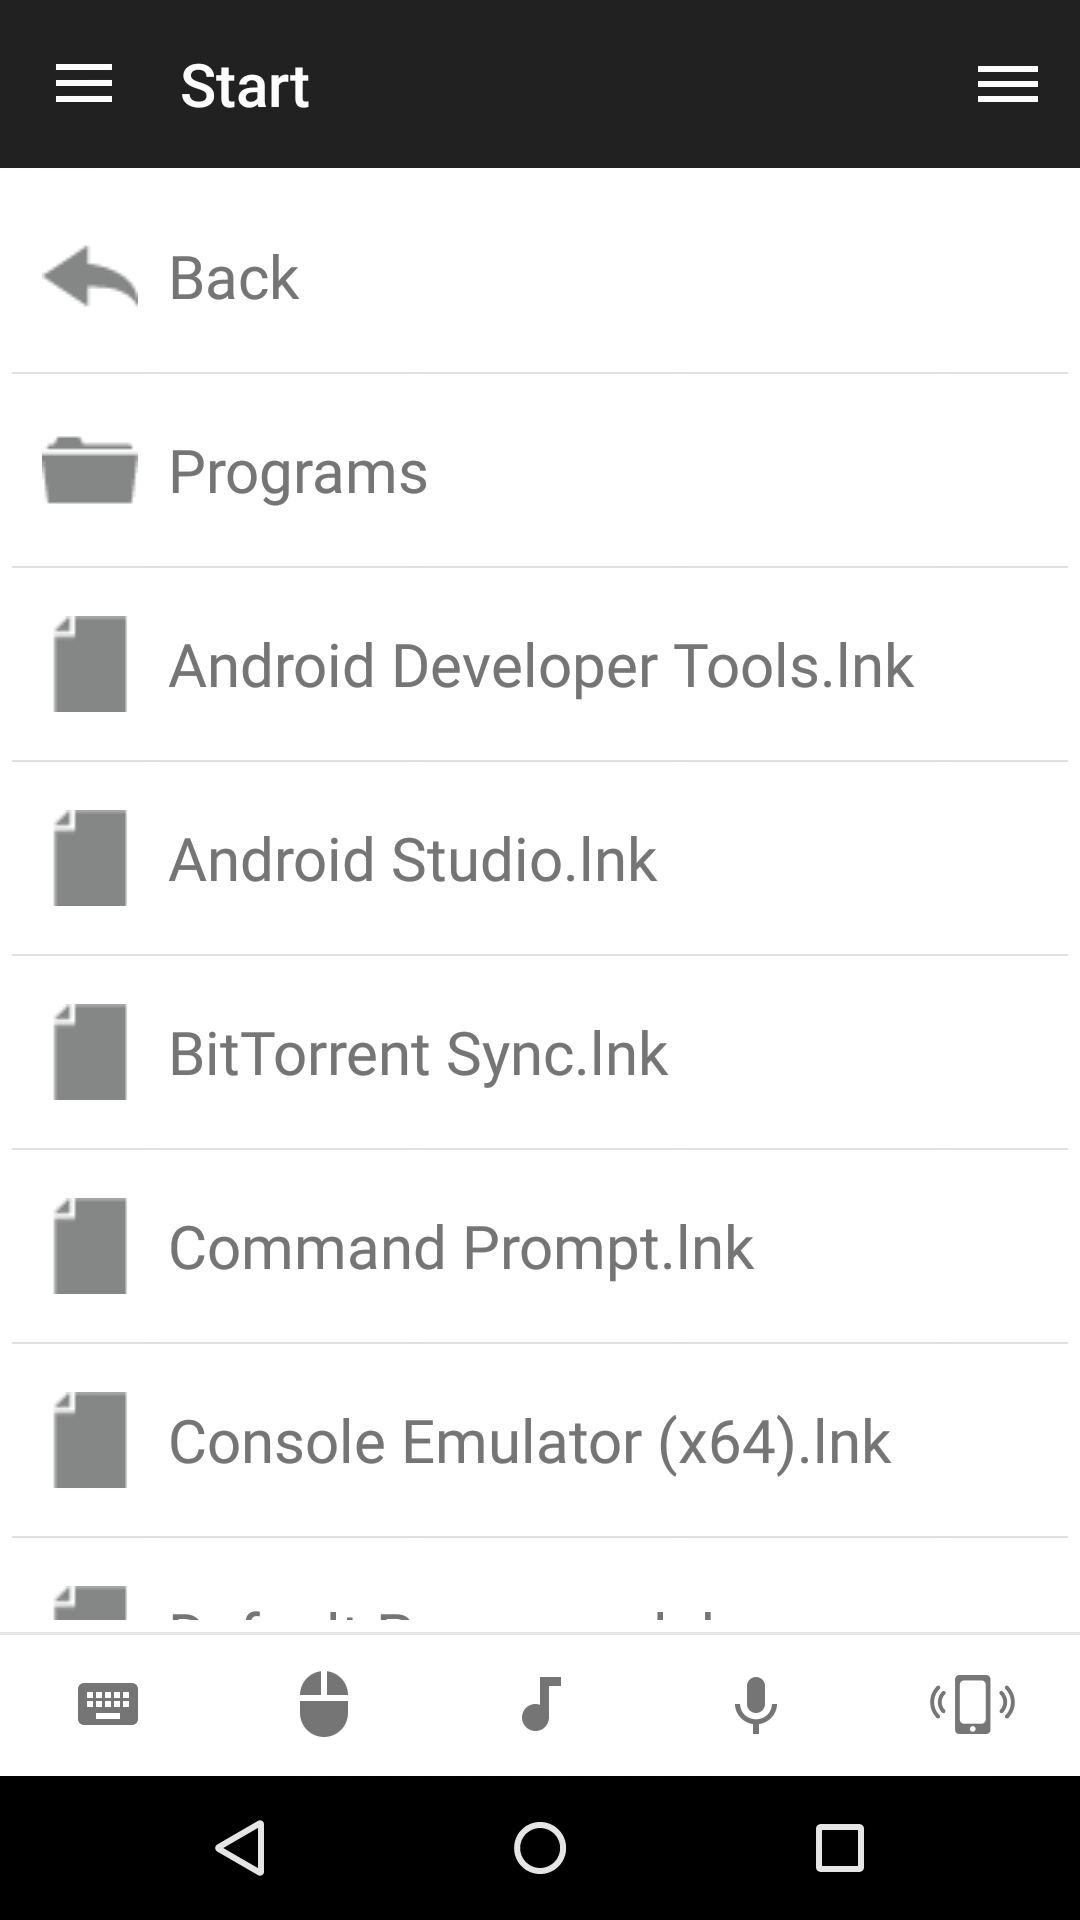 Start
Back
Programs
Android Developer Tools.lnk
Android Studio.lnk
BitTorrent Sync.lnk
Command Prompt.lnk
Console Emulator (x64).lnk